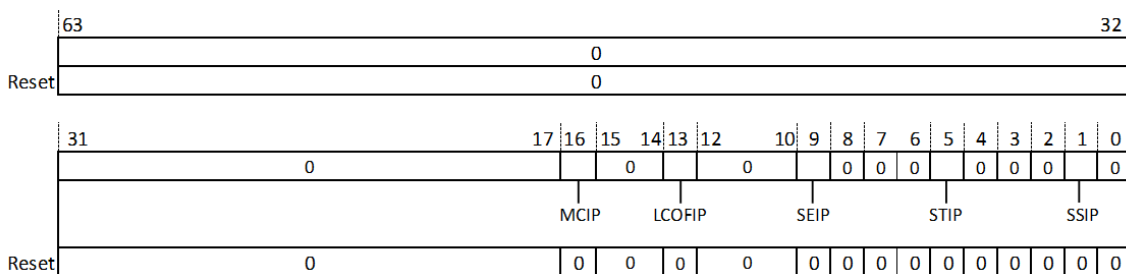 63 32
0
Reset 0
31 17 16 15 14 13 12 10 9 8 7 6 5 4 3 2 1 0
0 0 0 0 0 0 0 0 0 0
MCIP LCOFIP SEIP STIP SSIP
Reset 0 0 0 0 0 0 0 0 0 0 0 0 0 0 0